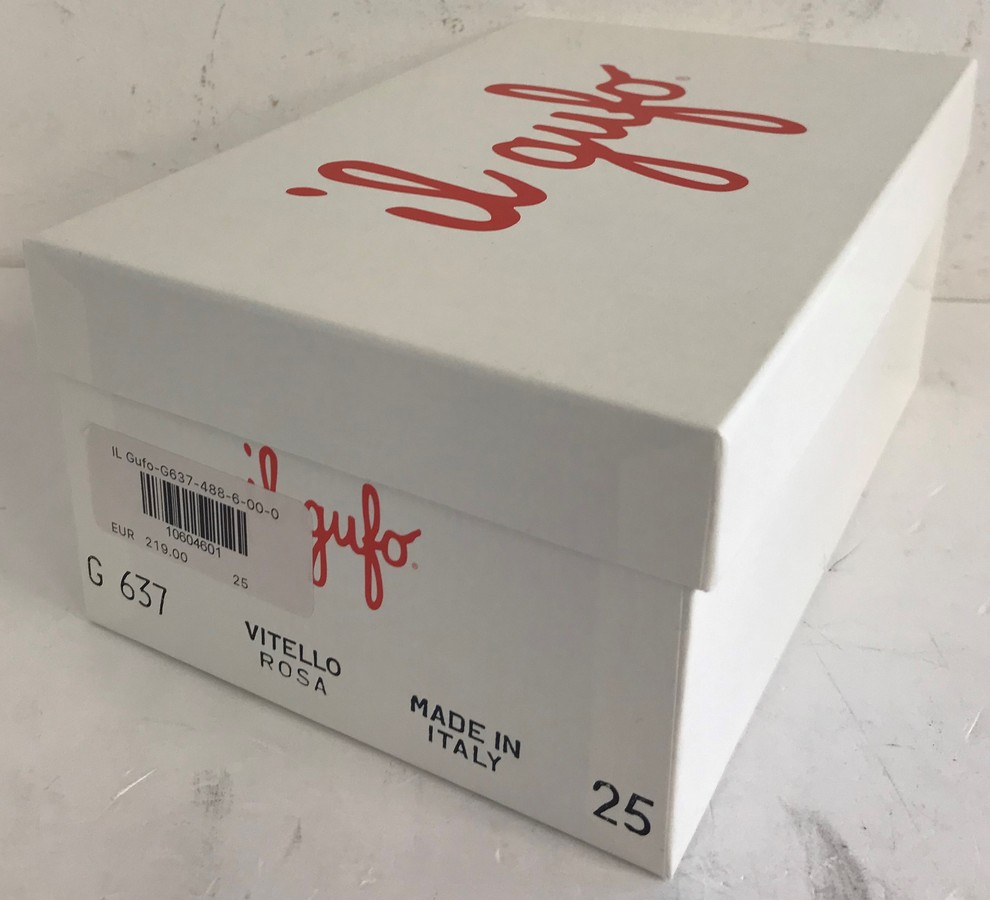 il gufo
il gufo
IL Gufo-G637-488-6-00-0
10604601
EUR 219.00
25
G 637
VITELLO
ROSA
MADE IN
ITALY
25